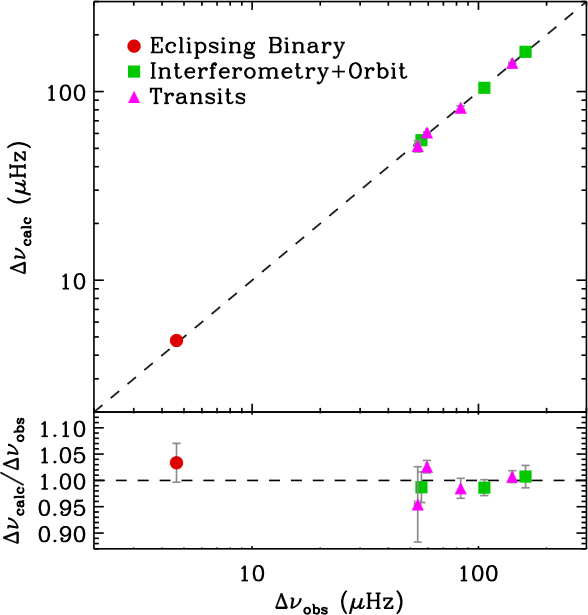 Eclipsing Binary
Interferometry+Orbit
Transits
100
10
Δν_calc (μHz)
1.10
1.05
1.00
0.95
0.90
Δν_calc/Δν_obs
10
100
Δν_obs (μHz)